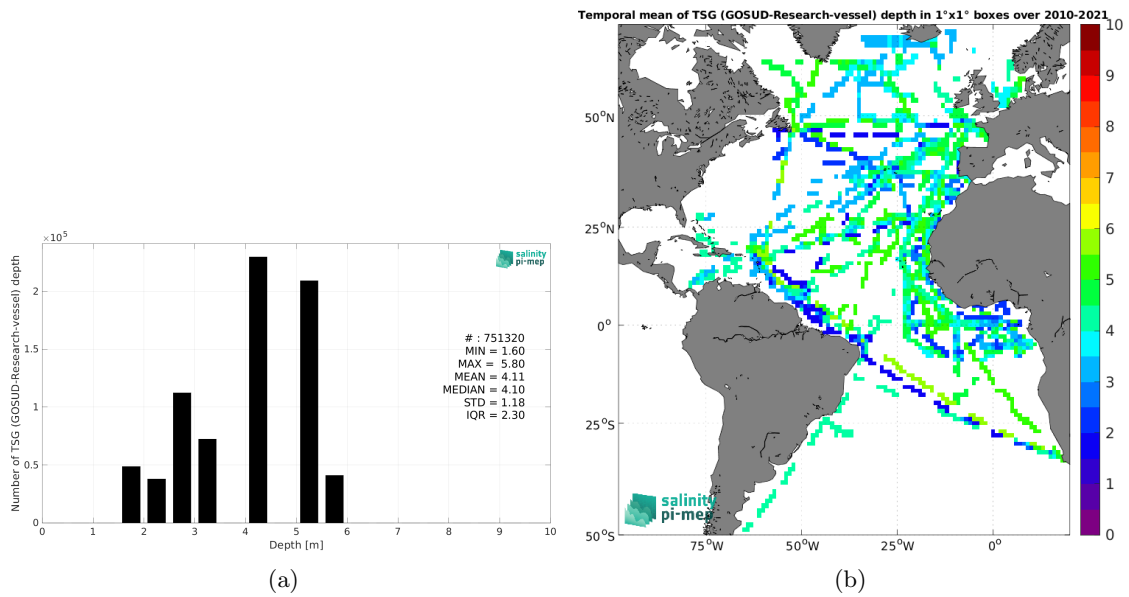 Temporal mean of TSG (GOSUD-Research-vessel) depth in 1°x1° boxes over 2010-2021
×10⁵
Number of TSG (GOSUD-Research-vessel) depth
2
1.5
1
0.5
0
salinity
pi-mep
# : 751320
MIN = 1.60
MAX = 5.80
MEAN = 4.11
MEDIAN = 4.10
STD = 1.18
IQR = 2.30
0 1 2 3 4 5 6 7 8 9 10
Depth [m]
(a)
50°N
25°N
0°
25°S
50°S
75°W 50°W 25°W 0°
salinity
pi-mep
10
9
8
7
6
5
4
3
2
1
0
(b)